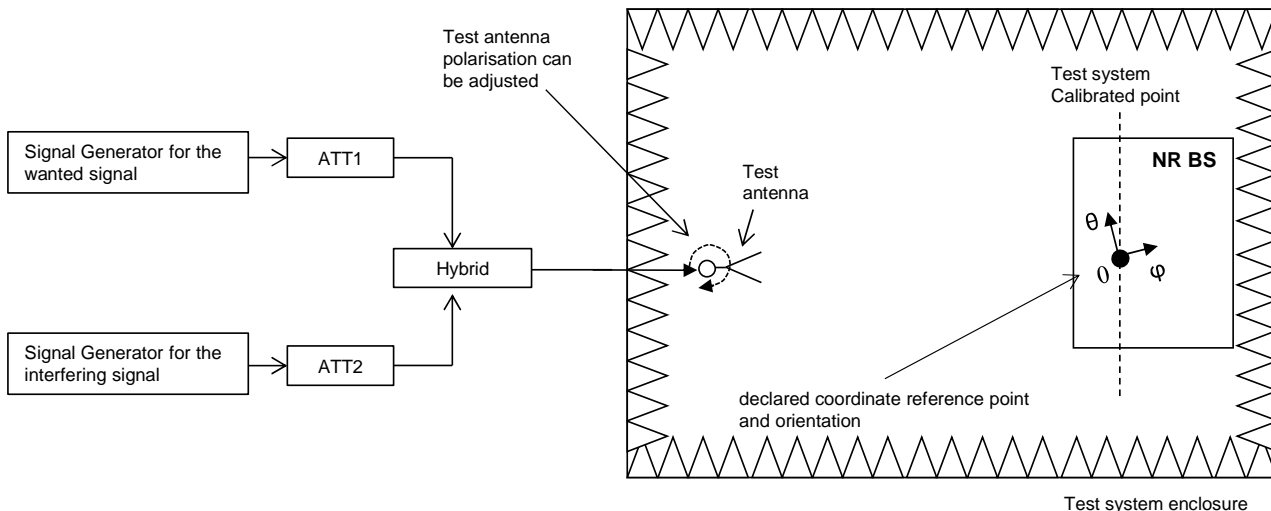 Test antenna
polarisation can
be adjusted
Test system
Calibrated point
Signal Generator for the
wanted signal
ATT1
NR BS
Test
antenna
θ
Hybrid
0
φ
Signal Generator for the
interfering signal
ATT2
declared coordinate reference point
and orientation
Test system enclosure